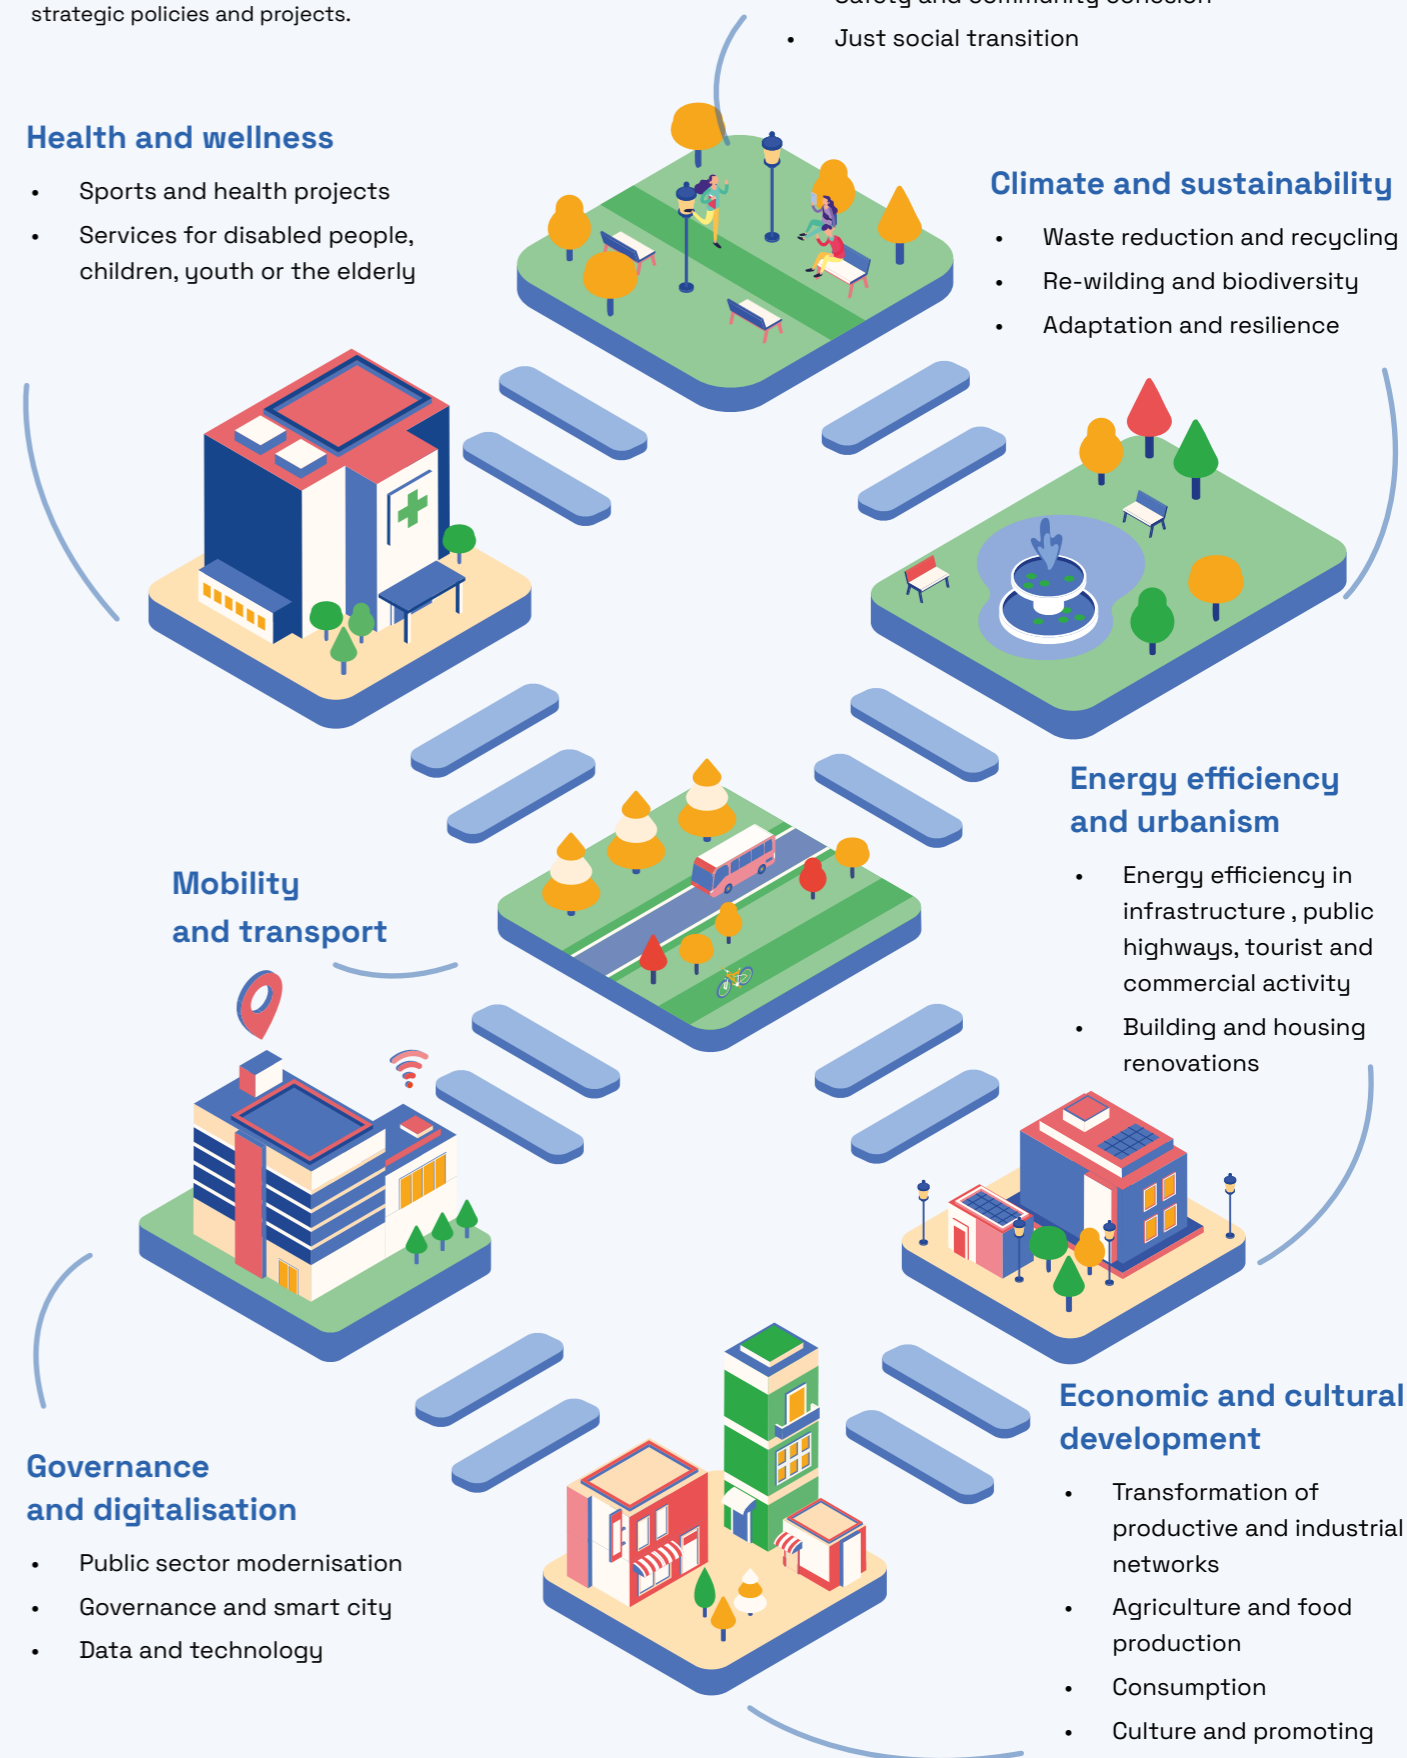 strategic policies and projects.
Safety and community cohesion
• Just social transition
Health and wellness
• Sports and health projects
• Services for disabled people,
children, youth or the elderly
Climate and sustainability
• Waste reduction and recycling
• Re-wilding and biodiversity
• Adaptation and resilience
Energy efficiency
and urbanism
• Energy efficiency in
infrastructure , public
highways, tourist and
commercial activity
• Building and housing
renovations
Mobility
and transport
Economic and cultural
development
• Transformation of
productive and industrial
networks
• Agriculture and food
production
• Consumption
• Culture and promoting
Governance
and digitalisation
• Public sector modernisation
• Governance and smart city
• Data and technology